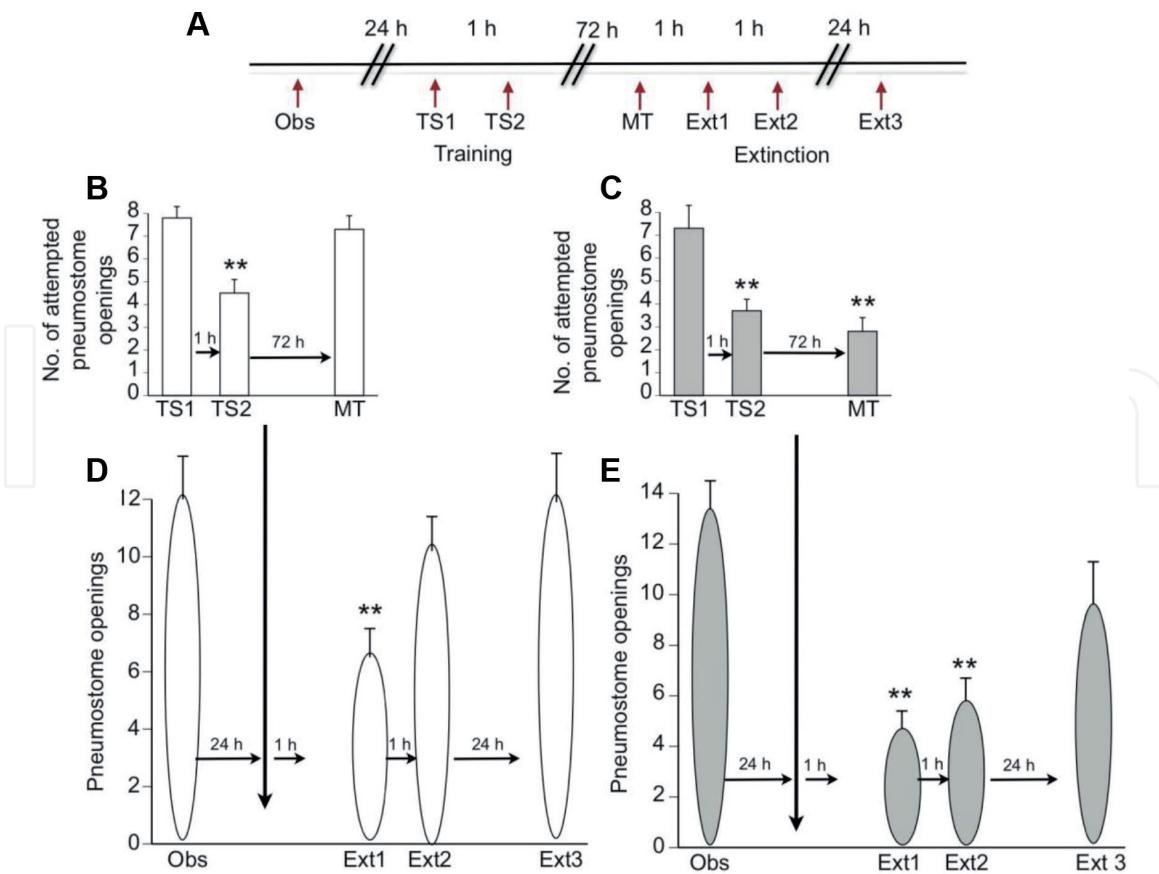 A
24 h 1 h 72 h 1 h 1 h 24 h
Obs TS1 TS2 MT Ext1 Ext2 Ext3
Training Extinction
B
No. of attempted
pneumostome
openings
8
7
6
5
4
3
2
1
0
**
1 h
72 h
TS1 TS2 MT
C
No. of attempted
pneumostome
openings
8
7
6
5
4
3
2
1
0
**
**
1 h
72 h
TS1 TS2 MT
D
Pneumostome openings
12
10
8
6
4
2
0
**
24 h 1 h 1 h 24 h
Obs Ext1 Ext2 Ext3
E
Pneumostome openings
14
12
10
8
6
4
2
0
**
**
24 h 1 h 1 h 24 h
Obs Ext1 Ext2 Ext 3